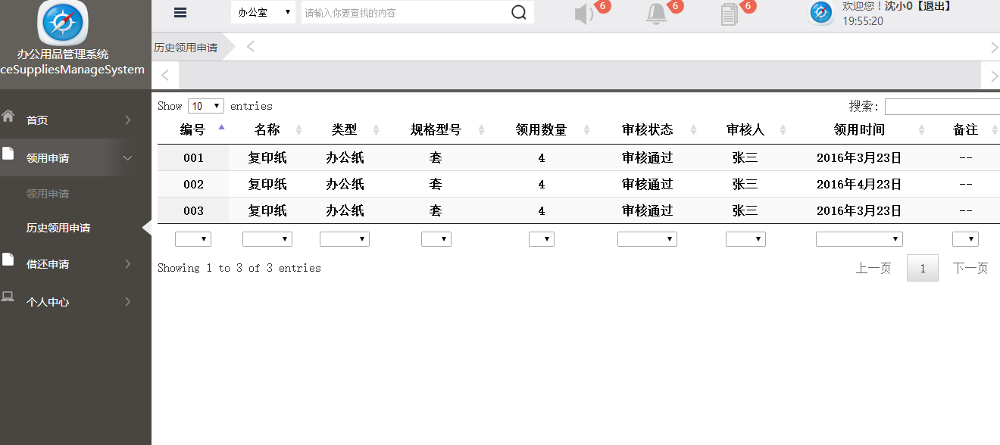 办公用品管理系统
ceSuppliesManageSystem
首页
领用申请
领用申请
历史领用申请
借还申请
个人中心
办公室 请输入你要查找的内容 6 6 6 欢迎您！沈小0【退出】
19:55:20
历史领用申请
Show 10 entries 搜索:
编号 名称 类型 规格型号 领用数量 审核状态 审核人 领用时间 备注
001 复印纸 办公纸 套 4 审核通过 张三 2016年3月23日 --
002 复印纸 办公纸 套 4 审核通过 张三 2016年4月23日 --
003 复印纸 办公纸 套 4 审核通过 张三 2016年3月23日 --
Showing 1 to 3 of 3 entries 上一页 1 下一页